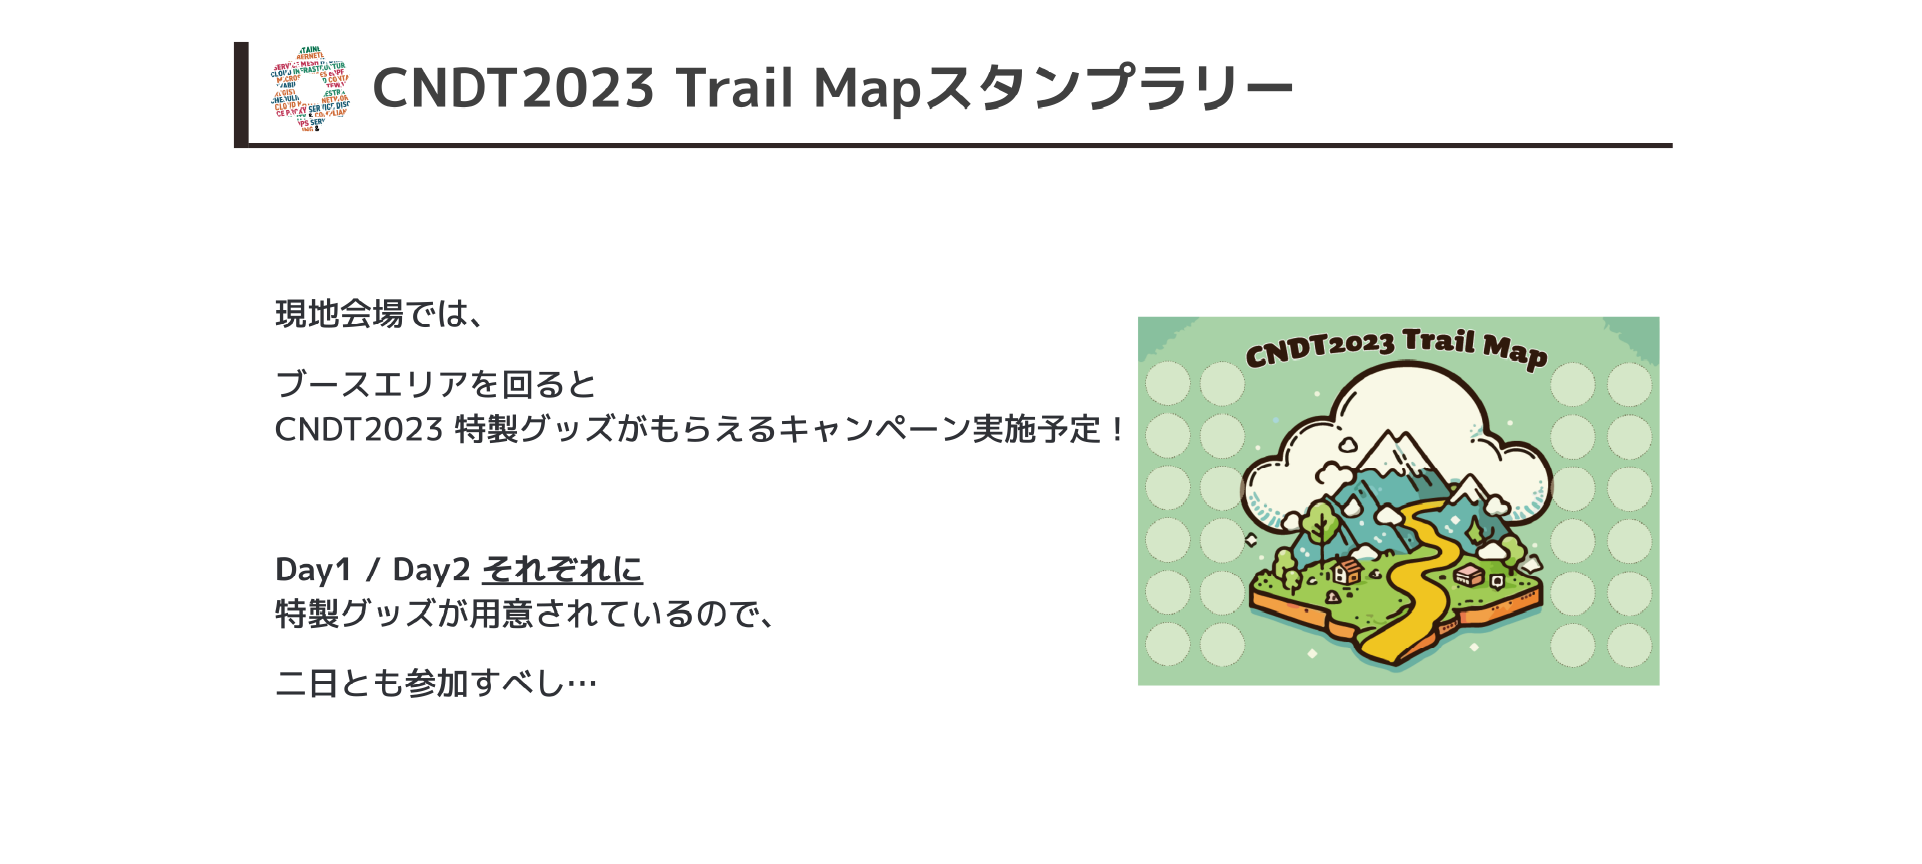 CNDT2023 Trail Mapスタンプラリー
現地会場では、
ブースエリアを回ると
CNDT2023 特製グッズがもらえるキャンペーン実施予定！
Day1 / Day2 それぞれに
特製グッズが用意されているので、
二日とも参加すべし…
CNDT2023 Trail Map